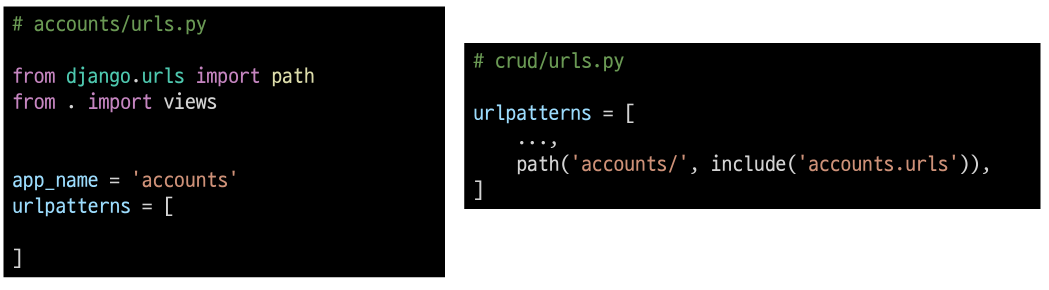 # accounts/urls.py
from django.urls import path
from . import views
app_name = 'accounts'
urlpatterns = [
]
# crud/urls.py
urlpatterns = [
    ...,
    path('accounts/', include('accounts.urls')),
]